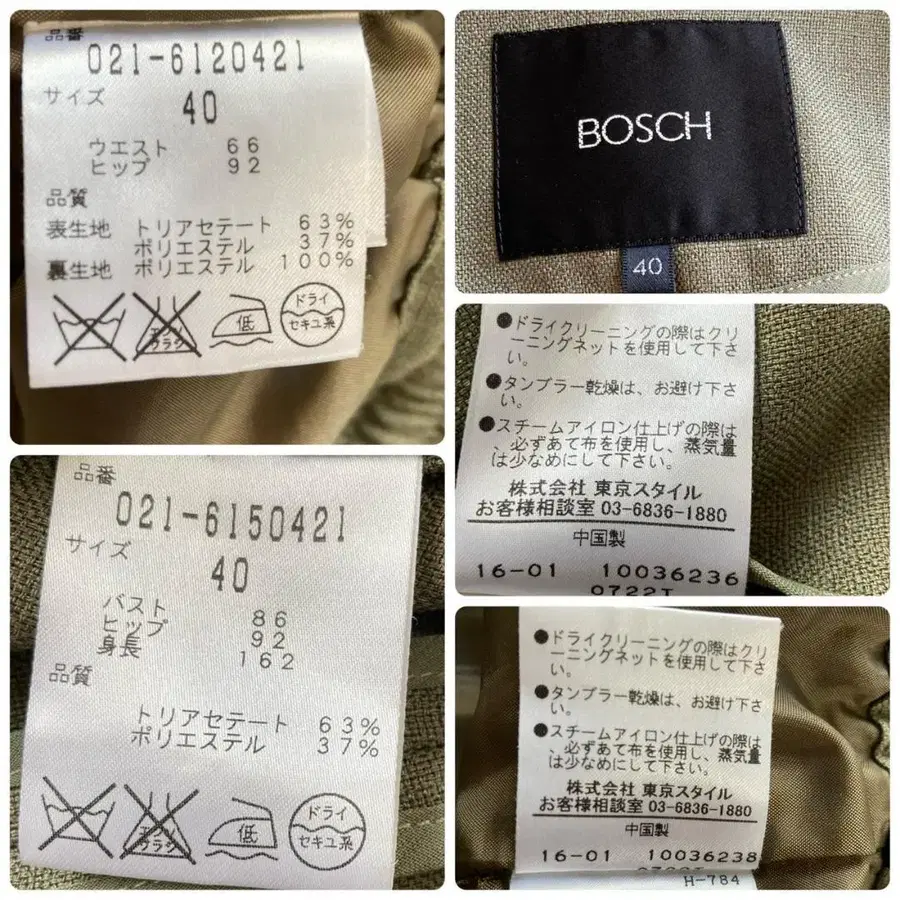 品番
021-6120421
サイズ
40
ウエスト 66
ヒップ 92
品質
表生地 トリアセテート 63%
ポリエステル 37%
裏生地 ポリエステル 100%
低
ドライ
セキユ系
BOSCH
40
●ドライクリーニングの際はクリ
ーニングネットを使用して下さ
い。
●タンブラー乾燥は、お避け下さ
い。
●スチームアイロン仕上げの際は
、必ずあて布を使用し、蒸気量
は少なめにして下さい。
株式会社 東京スタイル
お客様相談室 03-6836-1880
中国製
16-01 10036236
0722T
品番
021-6150421
サイズ
40
バスト 86
ヒップ 92
身長 162
品質
トリアセテート 63%
ポリエステル 37%
エンソ
ブラシ
低
ドライ
セキユ系
●ドライクリーニングの際はクリ
ーニングネットを使用して下さ
い。
●タンブラー乾燥は、お避け下さ
い。
●スチームアイロン仕上げの際は
、必ずあて布を使用し、蒸気量
は少なめにして下さい。
株式会社 東京スタイル
お客様相談室 03-6836-1880
中国製
16-01 10036238
H-784